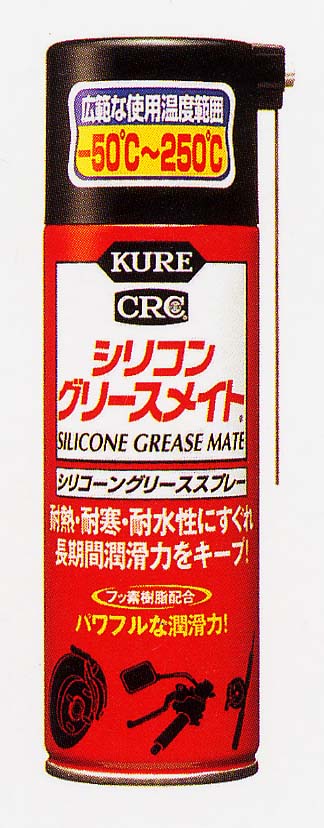 広範な使用温度範囲
-50℃～250℃
KURE
CRC®
シリコン
グリースメイト®
SILICONE GREASE MATE
シリコーングリーススプレー
耐熱・耐寒・耐水性にすぐれ
長期間潤滑力をキープ!
フッ素樹脂配合
パワフルな潤滑力!